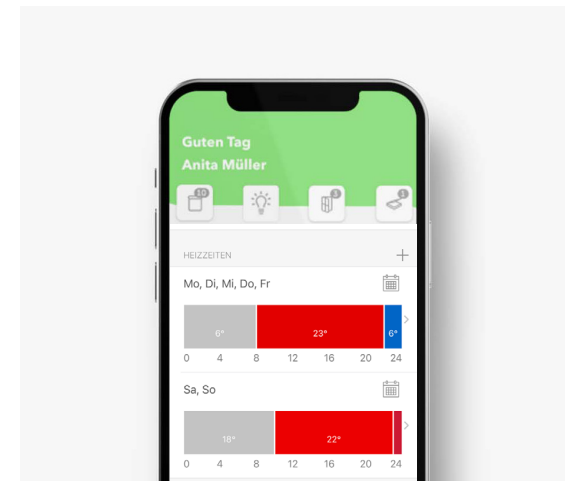 Guten Tag
Anita Müller
10 3 1
HEIZZEITEN
Mo, Di, Mi, Do, Fr
6° 23° 6°
0 4 8 12 16 20 24
Sa, So
18° 22°
0 4 8 12 16 20 24